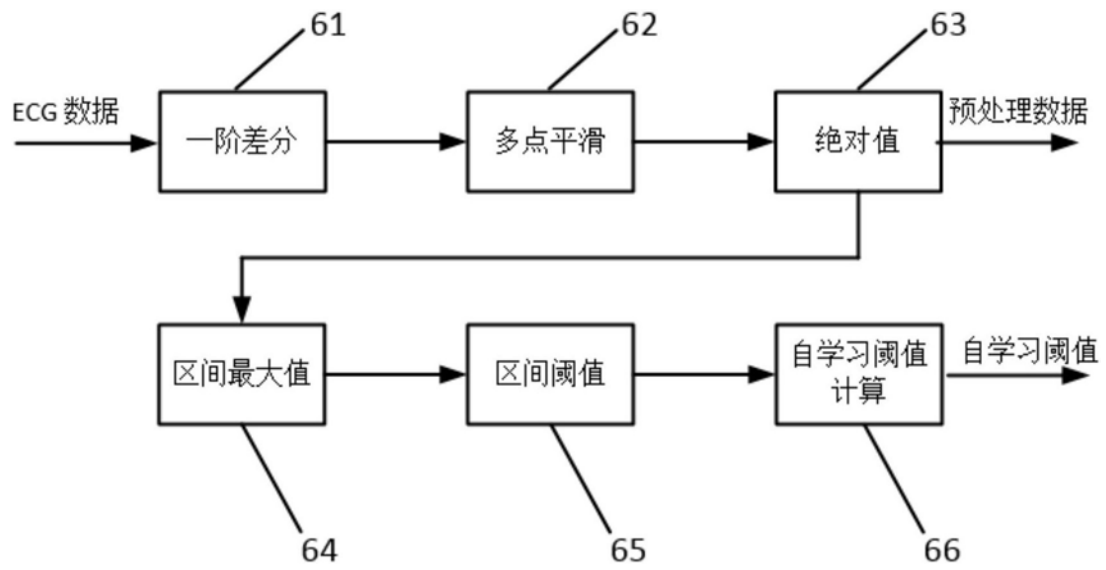 61
62
63
ECG 数据
一阶差分
多点平滑
绝对值
预处理数据
区间最大值
区间阈值
自学习阈值
计算
自学习阈值
64
65
66